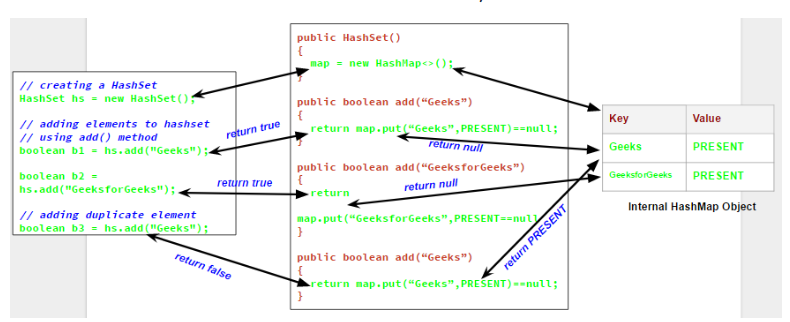 // creating a HashSet
HashSet hs = new HashSet();
// adding elements to hashset
// using add() method
boolean b1 = hs.add("Geeks");
boolean b2 =
hs.add("GeeksforGeeks");
// adding duplicate element
boolean b3 = hs.add("Geeks");
return true
return true
return false
public HashSet()
{
map = new HashMap<>();
}
public boolean add(“Geeks”)
{
return map.put(“Geeks”,PRESENT)==null;
}
public boolean add(“GeeksforGeeks”)
{
return
map.put(“GeeksforGeeks”,PRESENT==null
}
public boolean add(“Geeks”)
{
return map.put(“Geeks”,PRESENT)==null;
}
return null
return null
return PRESENT
Key Value
Geeks PRESENT
GeeksforGeeks PRESENT
Internal HashMap Object